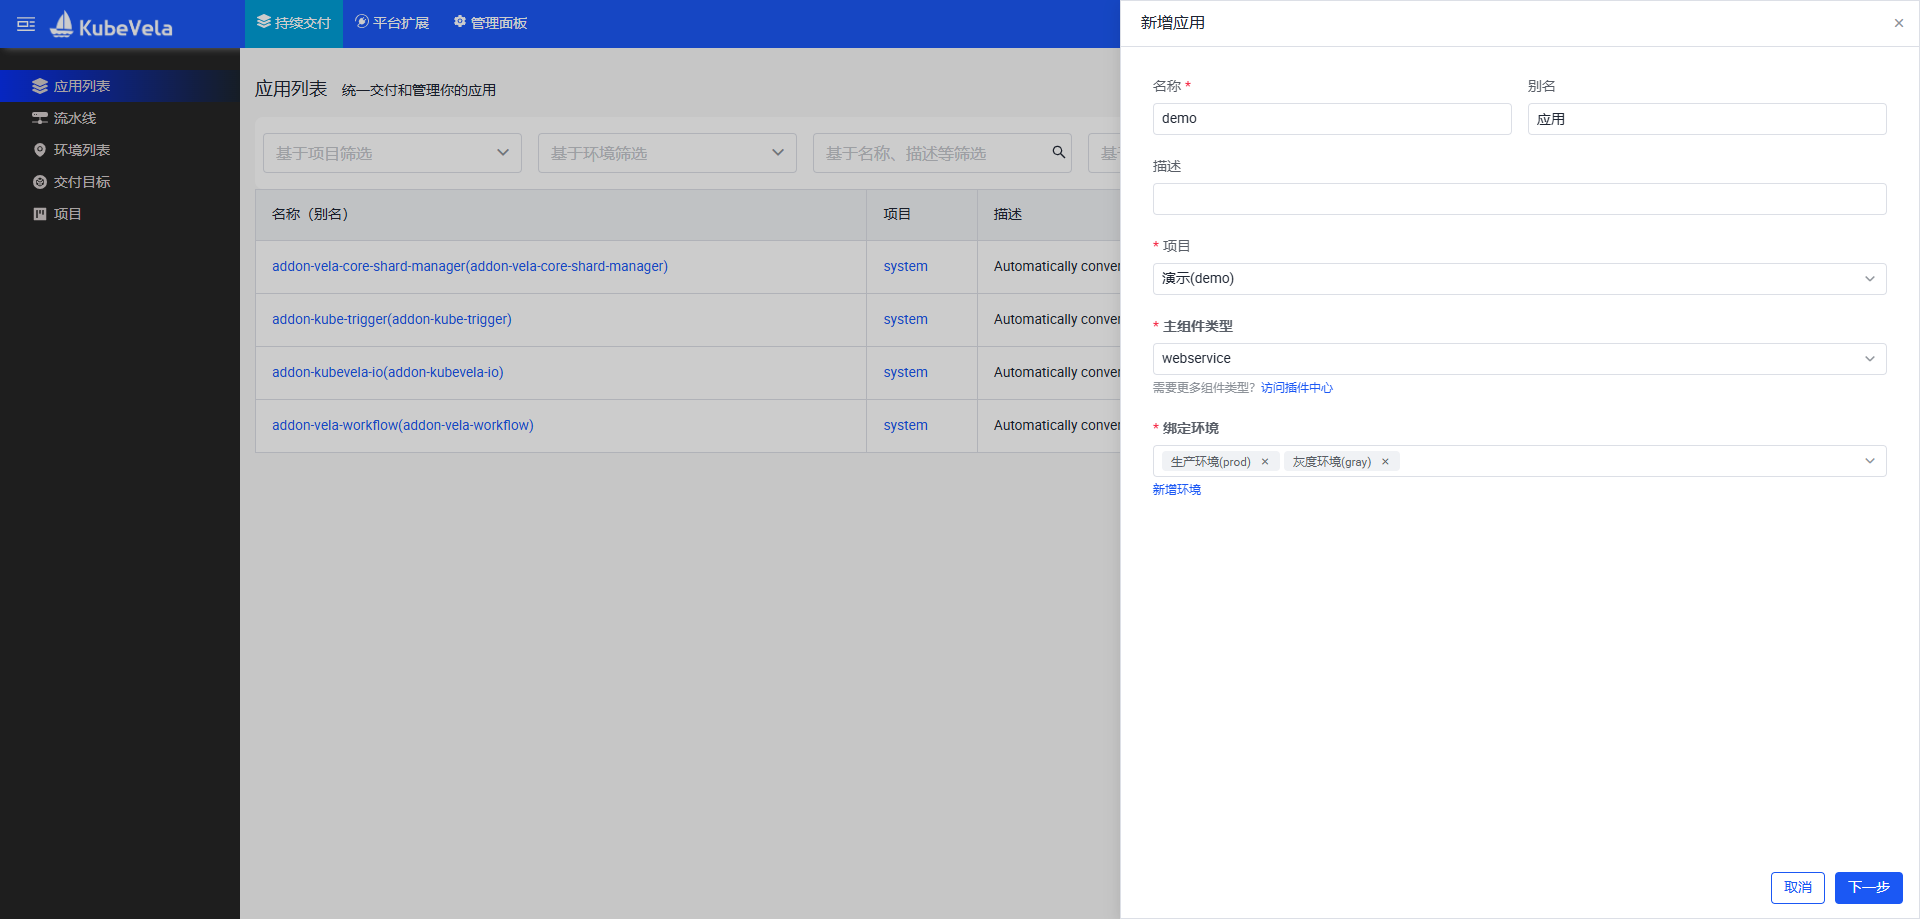 KubeVela
持续交付
平台扩展
管理面板
应用列表
流水线
环境列表
交付目标
项目
应用列表 统一交付和管理你的应用
基于项目筛选
基于环境筛选
基于名称、描述等筛选
名称（别名） 项目 描述
addon-vela-core-shard-manager(addon-vela-core-shard-manager) system Automatically conver
addon-kube-trigger(addon-kube-trigger) system Automatically conver
addon-kubevela-io(addon-kubevela-io) system Automatically conver
addon-vela-workflow(addon-vela-workflow) system Automatically conver
新增应用
名称 *
别名
demo
应用
描述
* 项目
演示(demo)
* 主组件类型
webservice
需要更多组件类型? 访问插件中心
* 绑定环境
生产环境(prod) × 灰度环境(gray) ×
新增环境
取消
下一步